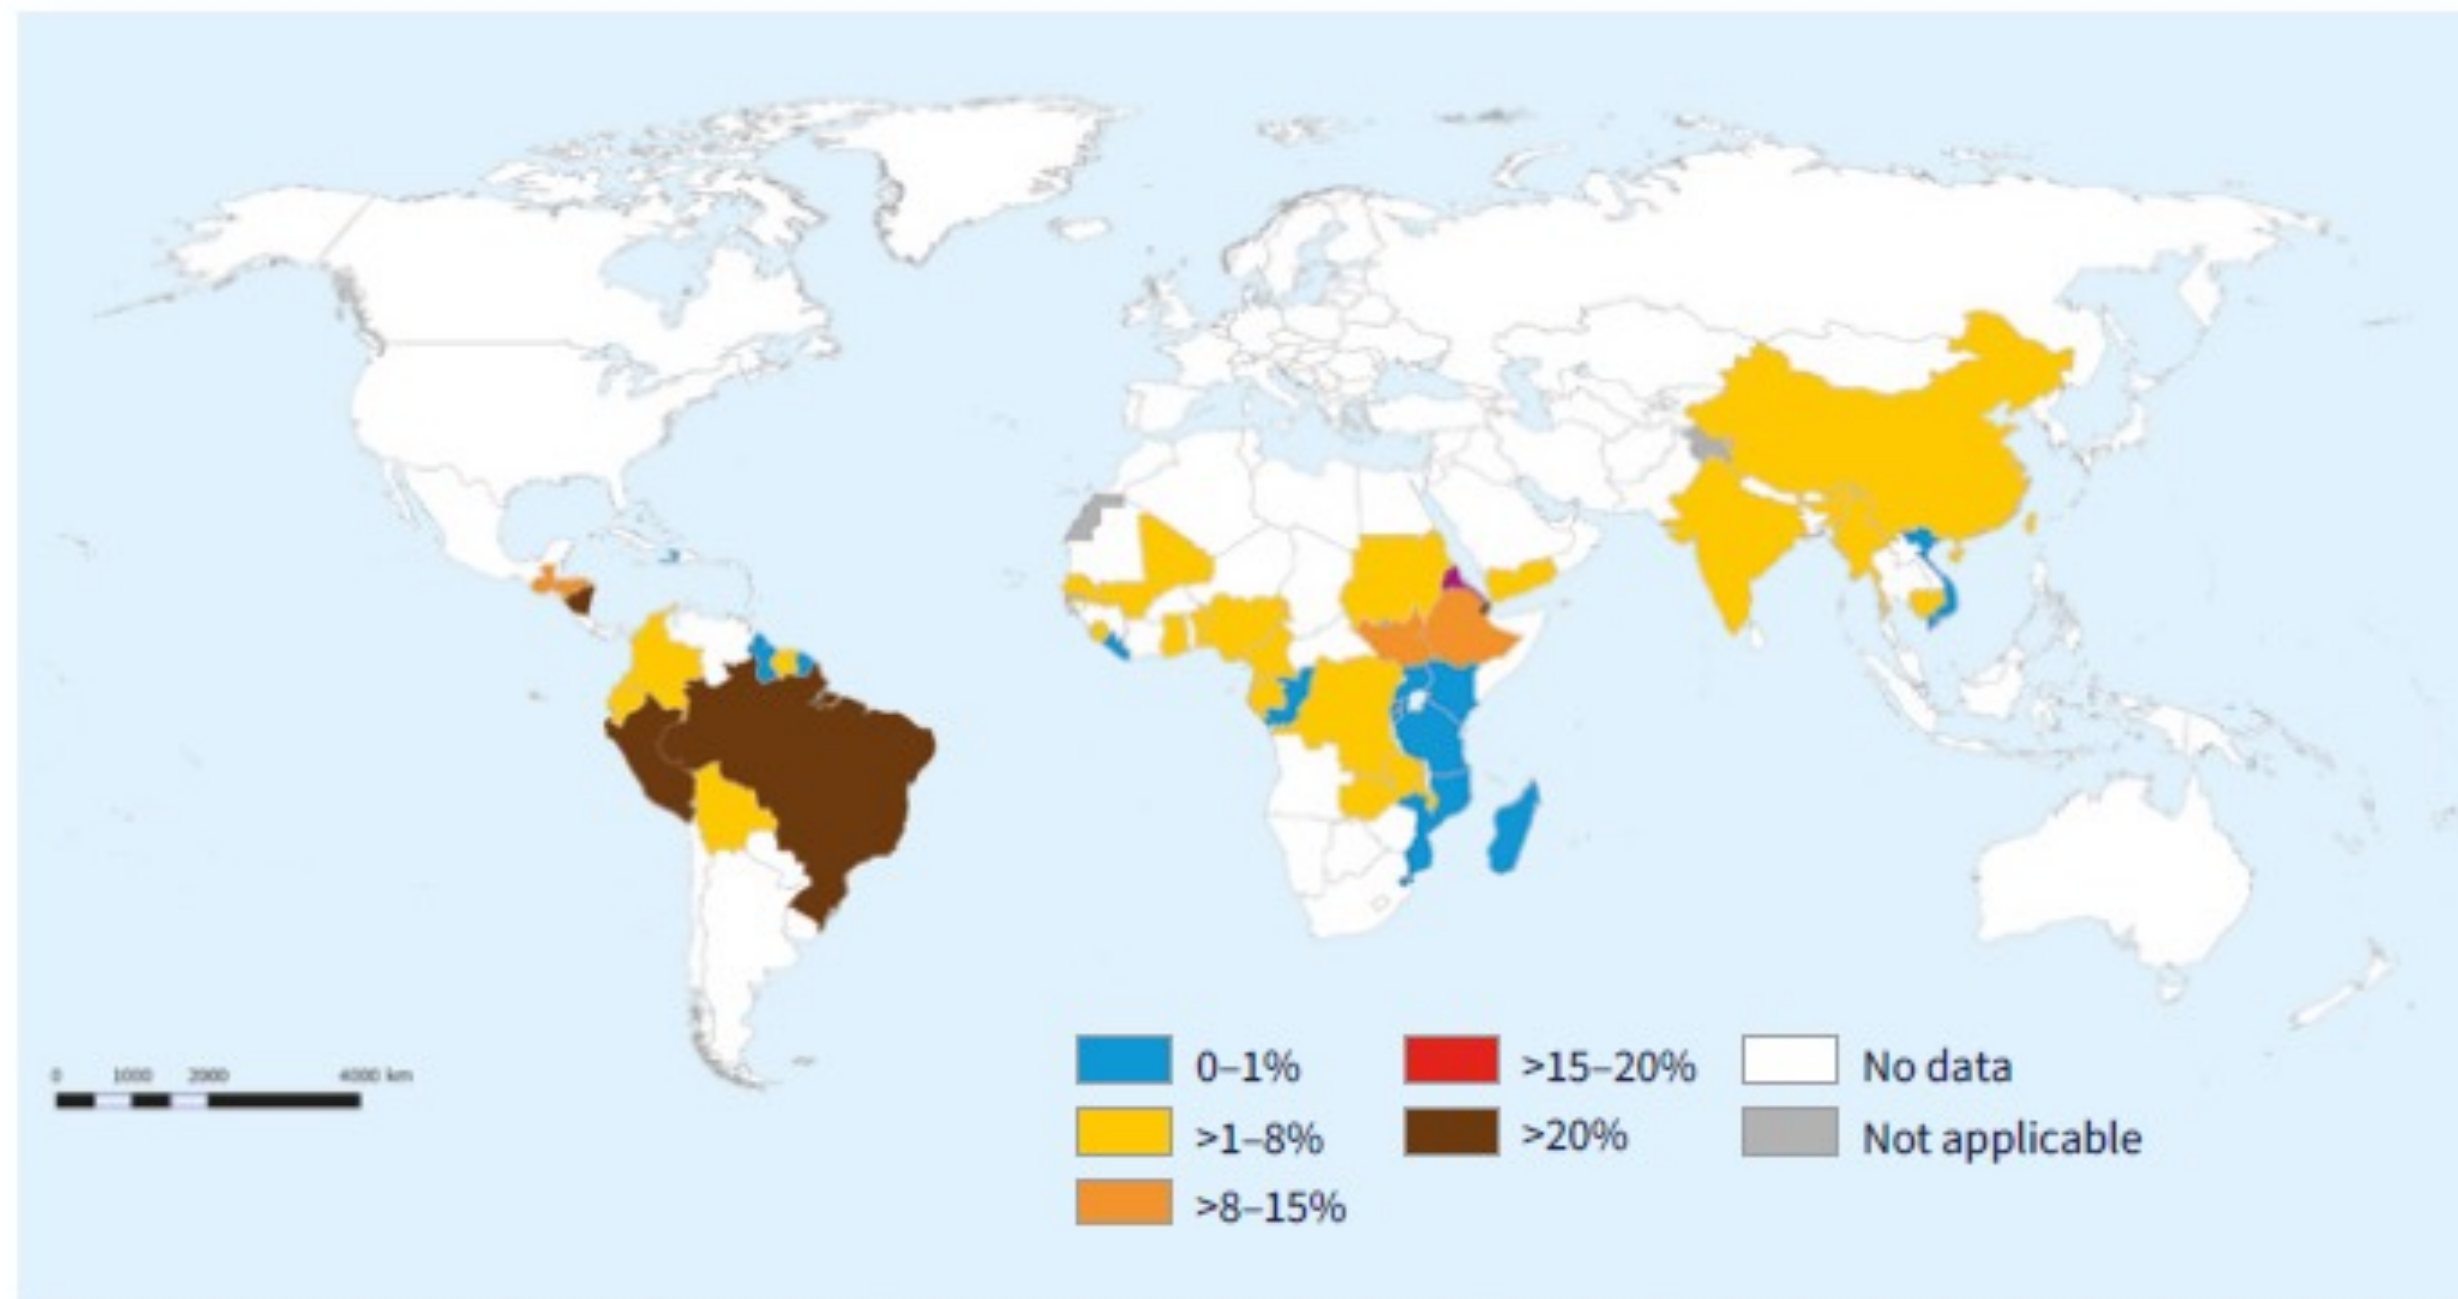 0 1000 2000 4000 km
0–1%
>1–8%
>8–15%
>15–20%
>20%
No data
Not applicable